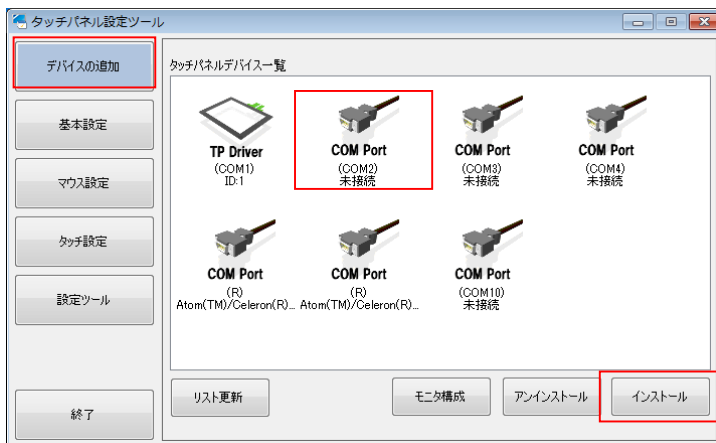 タッチパネル設定ツール
デバイスの追加
基本設定
マウス設定
タッチ設定
設定ツール
終了
タッチパネルデバイス一覧
TP Driver
(COM1)
ID:1
COM Port
(COM2)
未接続
COM Port
(COM3)
未接続
COM Port
(COM4)
未接続
COM Port
(R)
Atom(TM)/Celeron(R)...
COM Port
(R)
Atom(TM)/Celeron(R)...
COM Port
(COM10)
未接続
リスト更新
モニタ構成
アンインストール
インストール